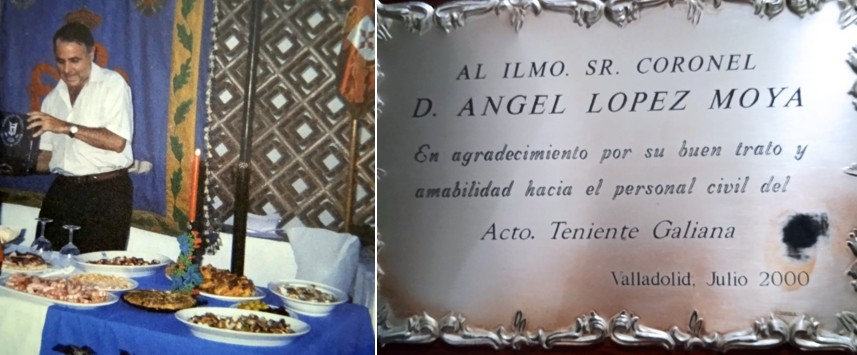 AL ILMO. SR. CORONEL
D. ANGEL LOPEZ MOYA
En agradecimiento por su buen trato y
amabilidad hacia el personal civil del
Acto. Teniente Galiana
Valladolid, Julio 2000